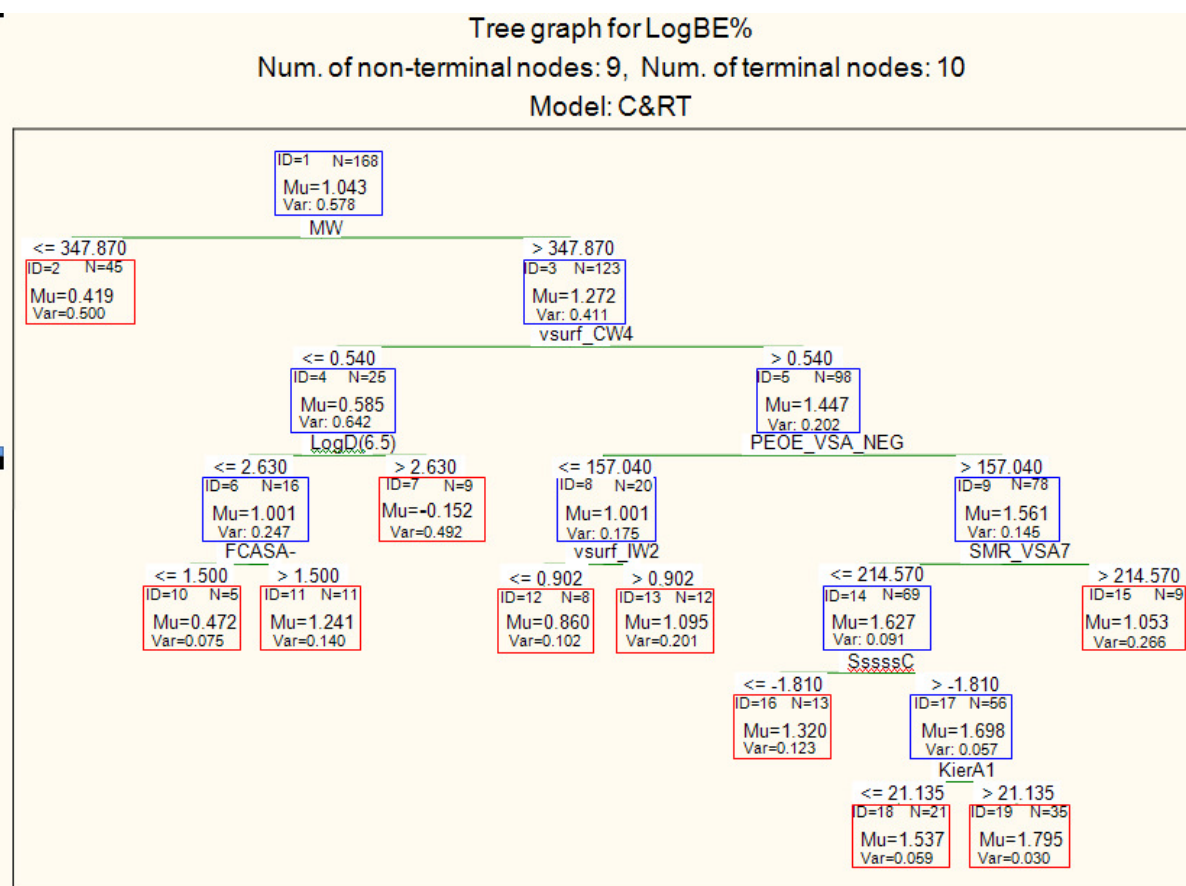 Tree graph for LogBE%
Num. of non-terminal nodes: 9, Num. of terminal nodes: 10
Model: C&RT
ID=1 N=168
Mu=1.043
Var: 0.578
MW
<= 347.870 > 347.870
ID=2 N=45 ID=3 N=123
Mu=0.419 Mu=1.272
Var=0.500 Var: 0.411
vsurf_CW4
<= 0.540 > 0.540
ID=4 N=25 ID=5 N=98
Mu=0.585 Mu=1.447
Var: 0.642 Var: 0.202
LogD(6.5) PEOE_VSA_NEG
<= 2.630 > 2.630 <= 157.040 > 157.040
ID=6 N=16 ID=7 N=9 ID=8 N=20 ID=9 N=78
Mu=1.001 Mu=-0.152 Mu=1.001 Mu=1.561
Var: 0.247 Var=0.492 Var: 0.175 Var: 0.145
FCASA- vsurf_IW2 SMR_VSA7
<= 1.500 > 1.500 <= 0.902 > 0.902 <= 214.570 > 214.570
ID=10 N=5 ID=11 N=11 ID=12 N=8 ID=13 N=12 ID=14 N=69 ID=15 N=9
Mu=0.472 Mu=1.241 Mu=0.860 Mu=1.095 Mu=1.627 Mu=1.053
Var=0.075 Var=0.140 Var=0.102 Var=0.201 Var: 0.091 Var=0.266
SssssC
<= -1.810 > -1.810
ID=16 N=13 ID=17 N=56
Mu=1.320 Mu=1.698
Var=0.123 Var: 0.057
KierA1
<= 21.135 > 21.135
ID=18 N=21 ID=19 N=35
Mu=1.537 Mu=1.795
Var=0.059 Var=0.030